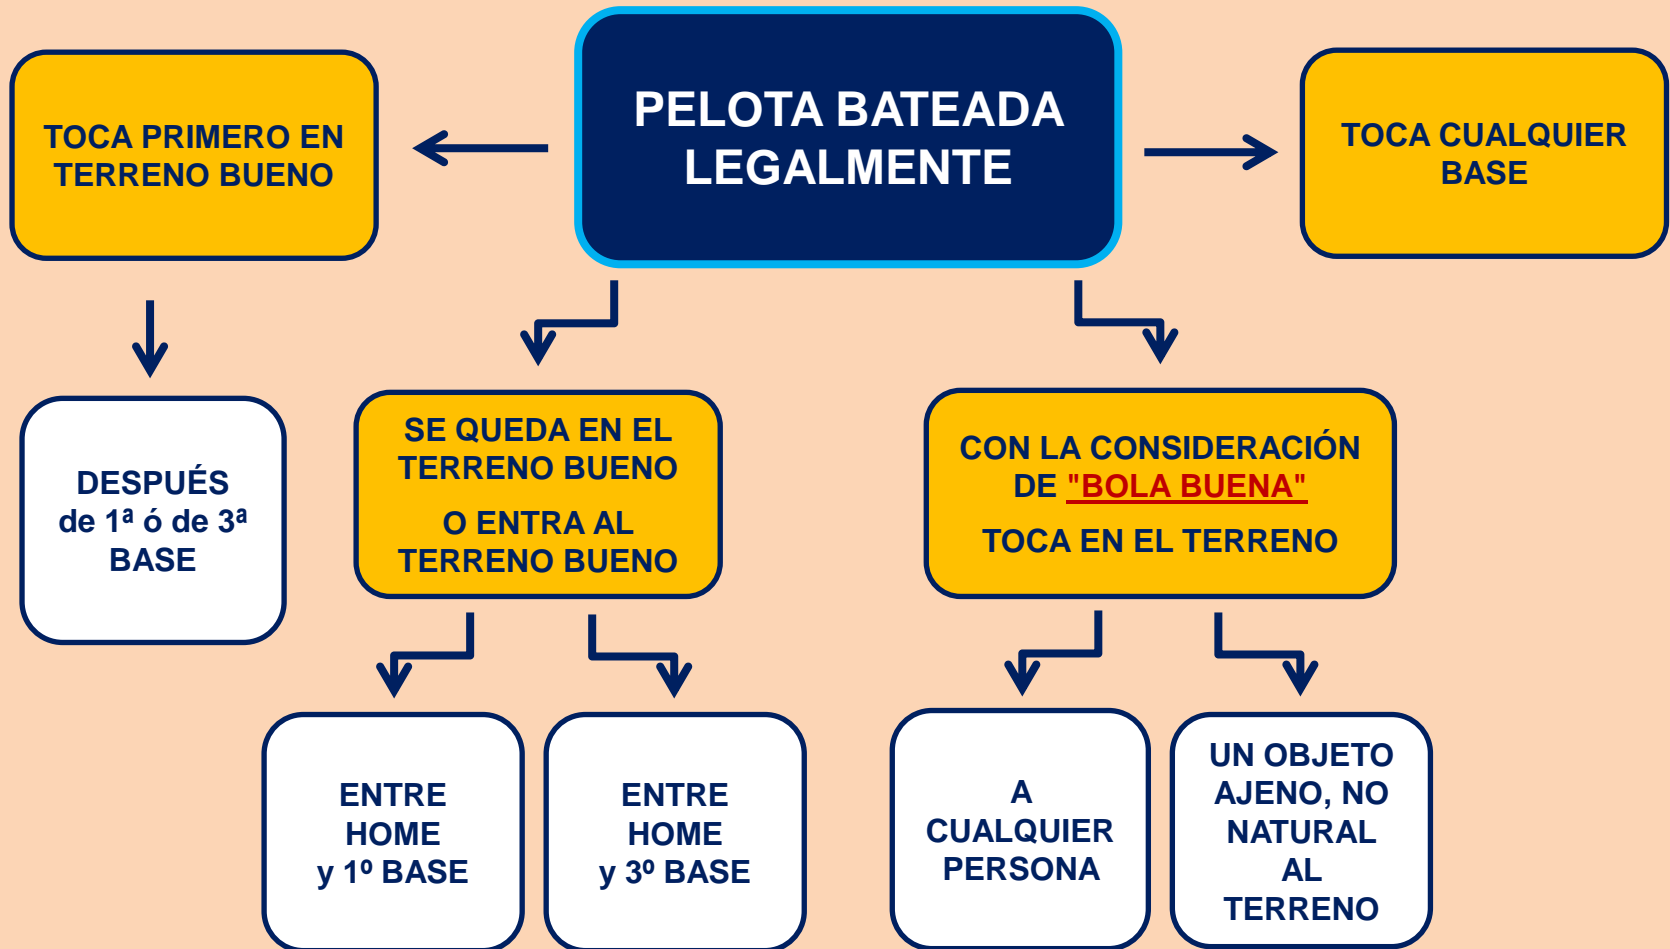 PELOTA BATEADA
LEGALMENTE
TOCA PRIMERO EN
TERRENO BUENO
TOCA CUALQUIER
BASE
DESPUÉS
de 1ª ó de 3ª
BASE
SE QUEDA EN EL
TERRENO BUENO
O ENTRA AL
TERRENO BUENO
CON LA CONSIDERACIÓN
DE "BOLA BUENA"
TOCA EN EL TERRENO
ENTRE
HOME
y 1º BASE
ENTRE
HOME
y 3º BASE
A
CUALQUIER
PERSONA
UN OBJETO
AJENO, NO
NATURAL
AL
TERRENO